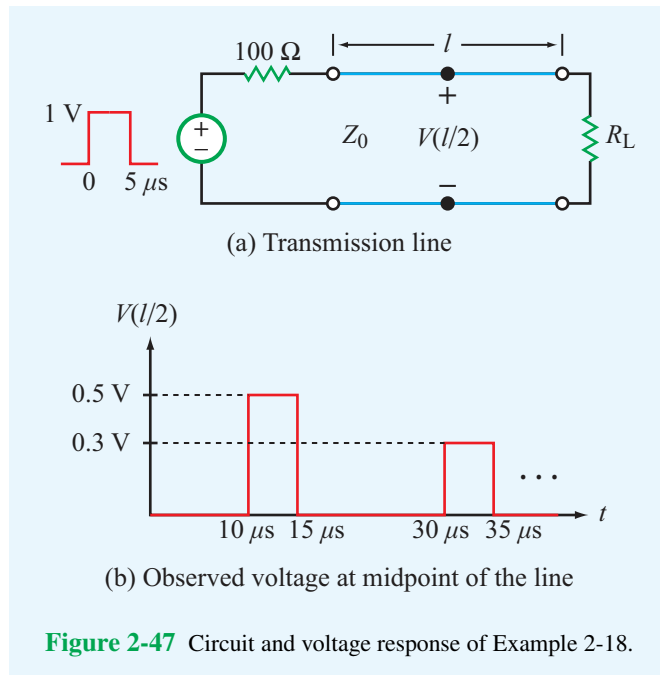 100 Ω
l
1 V
0 5 μs
+
−
Z0
+
V(l/2)
−
RL
(a) Transmission line
V(l/2)
0.5 V
0.3 V
10 μs 15 μs 30 μs 35 μs
...
t
(b) Observed voltage at midpoint of the line
Figure 2-47 Circuit and voltage response of Example 2-18.